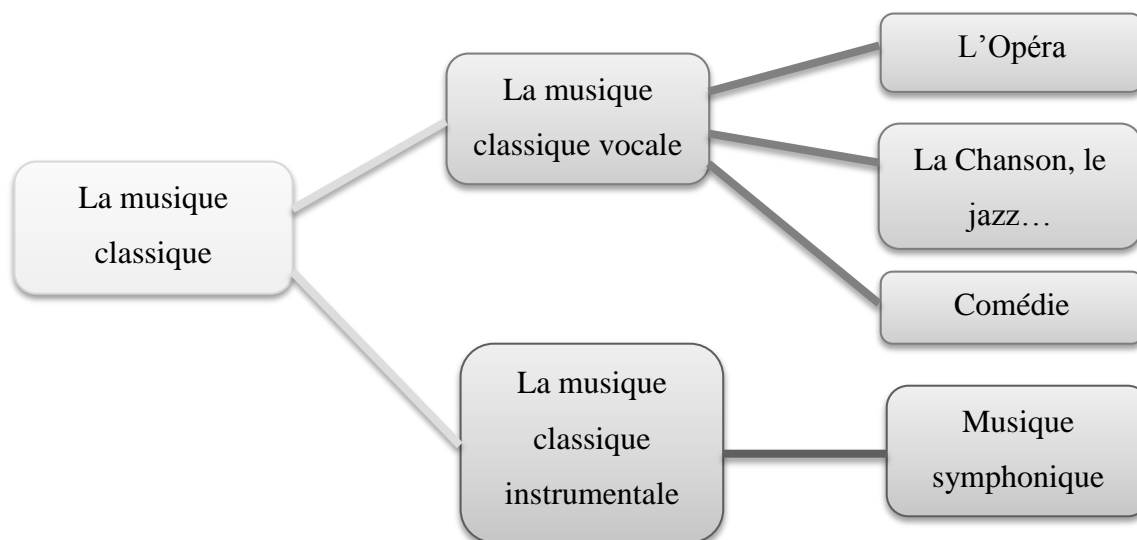 La musique
classique
La musique
classique vocale
L’Opéra
La Chanson, le
jazz…
Comédie
La musique
classique
instrumentale
Musique
symphonique